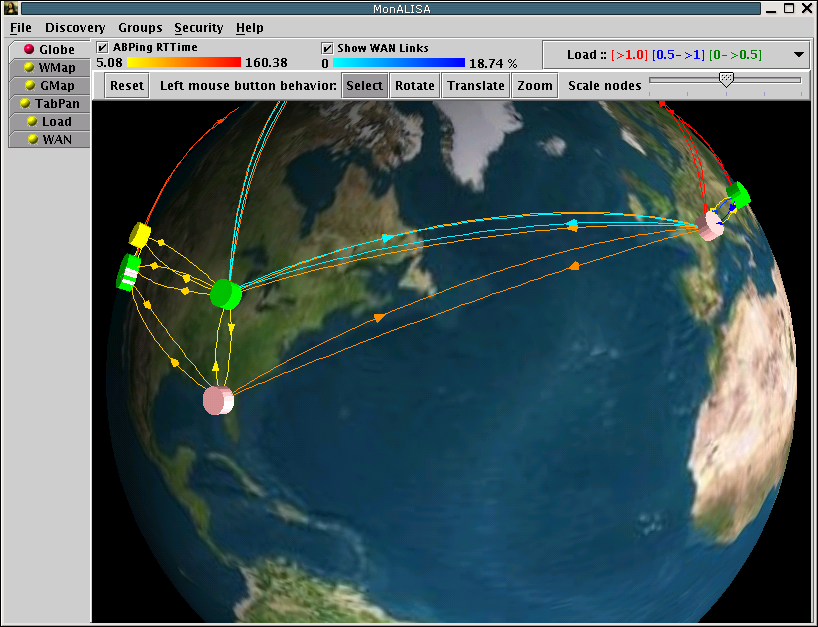 MonALISA
File Discovery Groups Security Help
Globe
WMap
GMap
TabPan
Load
WAN
ABPing RTTime
5.08 160.38
Show WAN Links
0 18.74 %
Load :: [>1.0] [0.5->1] [0->0.5]
Reset Left mouse button behavior: Select Rotate Translate Zoom Scale nodes